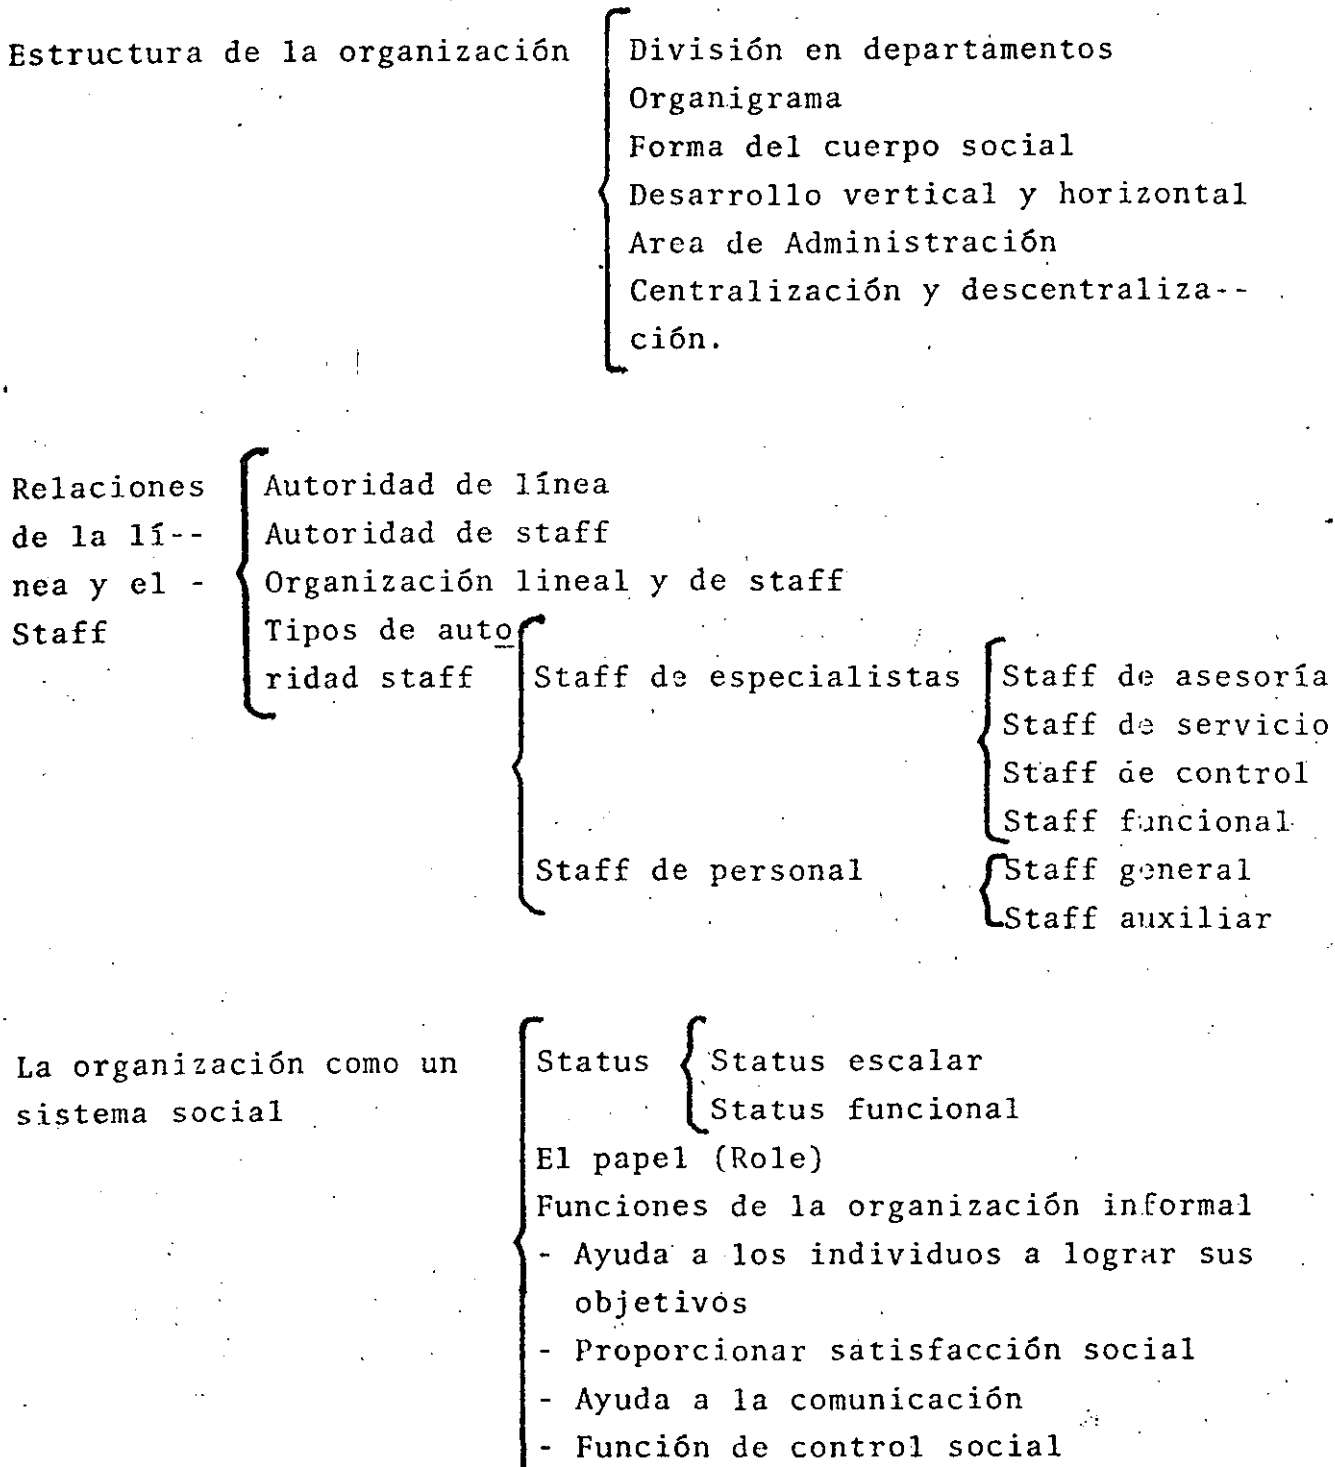 Estructura de la organización
División en departamentos
Organigrama
Forma del cuerpo social
Desarrollo vertical y horizontal
Area de Administración
Centralización y descentraliza--
ción.
Relaciones
de la lí--
nea y el -
Staff
Autoridad de línea
Autoridad de staff
Organización lineal y de staff
Tipos de auto
ridad staff
Staff de especialistas
Staff de asesoría
Staff de servicio
Staff de control
Staff funcional
Staff de personal
Staff general
Staff auxiliar
La organización como un
sistema social
Status
Status escalar
Status funcional
El papel (Role)
Funciones de la organización informal
- Ayuda a los individuos a lograr sus
objetivos
- Proporcionar satisfacción social
- Ayuda a la comunicación
- Función de control social